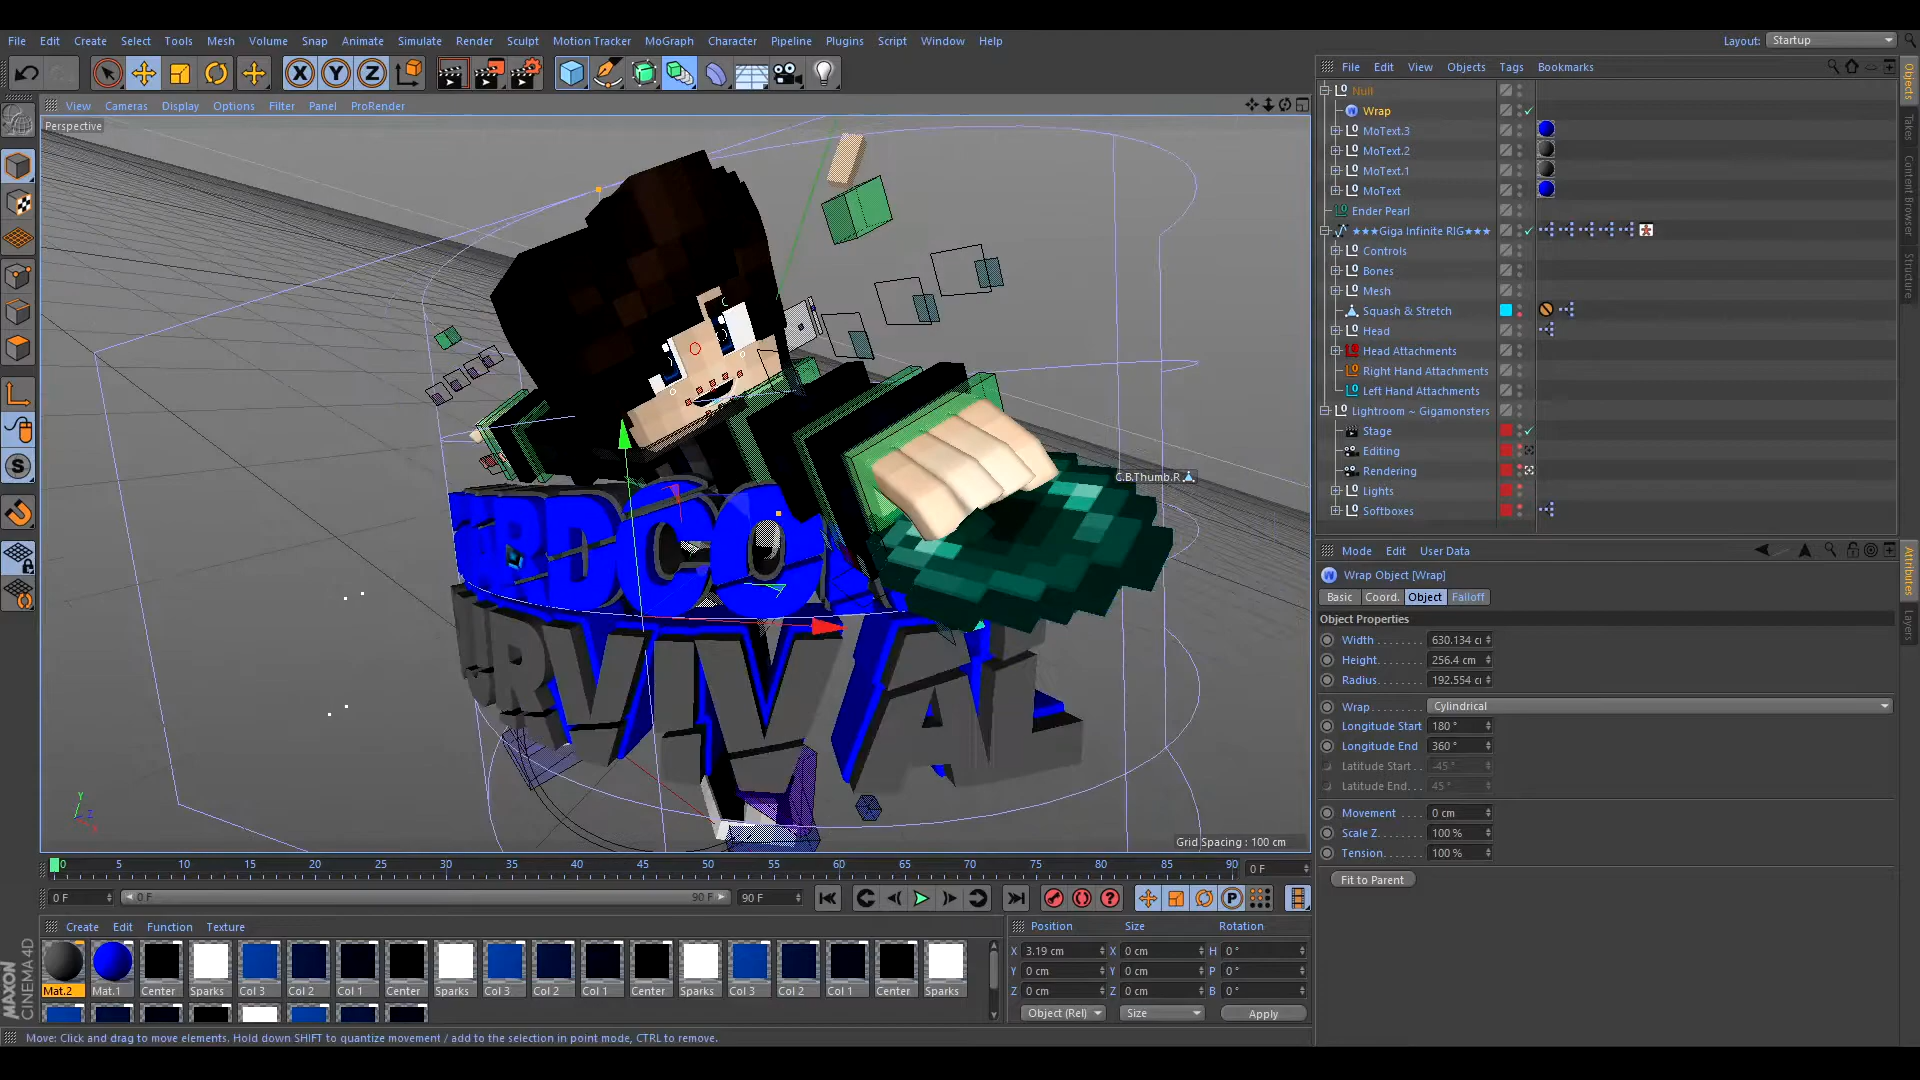 File Edit Create Select Tools Mesh Volume Snap Animate Simulate Render Sculpt Motion Tracker MoGraph Character Pipeline Plugins Script Window Help
Layout: Startup
X Y Z
View Cameras Display Options Filter Panel ProRender
Perspective
C.B.Thumb.R
RDCO
RVIVAL
Y
Z
X
Grid Spacing : 100 cm
S
0 5 10 15 20 25 30 35 40 45 50 55 60 65 70 75 80 85 90 0 F
0 F 0 F 90 F 90 F
P
Create Edit Function Texture
Mat.2 Mat.1 Center Sparks Col 3 Col 2 Col 1 Center Sparks Col 3 Col 2 Col 1 Center Sparks Col 3 Col 2 Col 1 Center Sparks
MAXON
CINEMA 4D
Position Size Rotation
X 3.19 cm X 0 cm H 0 °
Y 0 cm Y 0 cm P 0 °
Z 0 cm Z 0 cm B 0 °
Object (Rel) Size Apply
Move: Click and drag to move elements. Hold down SHIFT to quantize movement / add to the selection in point mode, CTRL to remove.
File Edit View Objects Tags Bookmarks
Null
Wrap
MoText.3
MoText.2
MoText.1
MoText
Ender Pearl
★★★Giga Infinite RIG★★★
Controls
Bones
Mesh
Squash & Stretch
Head
Head Attachments
Right Hand Attachments
Left Hand Attachments
Lightroom ~ Gigamonsters
Stage
Editing
Rendering
Lights
Softboxes
Objects
Takes
Content Browser
Structure
Mode Edit User Data
Wrap Object [Wrap]
Basic Coord. Object Falloff
Object Properties
Width . . . . . . . 630.134 c
Height. . . . . . . 256.4 cm
Radius. . . . . . . 192.554 c
Wrap . . . . . . . . Cylindrical
Longitude Start 180 °
Longitude End 360 °
Latitude Start . . -45 °
Latitude End. . . 45 °
Movement . . 0 cm
Scale Z. . . . . . 100 %
Tension. . . . . . 100 %
Fit to Parent
Attributes
Layers